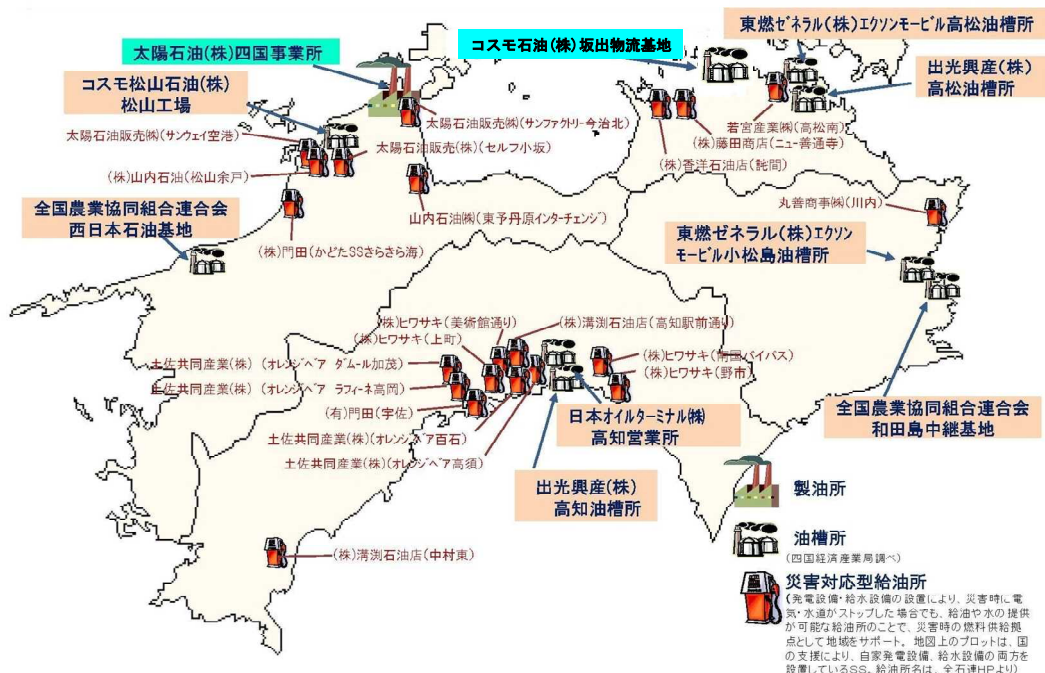 東燃ゼネラル(株)エクソンモービル高松油槽所
コスモ石油(株)坂出物流基地
太陽石油(株)四国事業所
出光興産(株)
高松油槽所
コスモ松山石油(株)
松山工場
太陽石油販売㈱(サンウェイ空港)
太陽石油販売㈱(サンファクトリー今治北)
太陽石油販売(株)(セルフ小坂)
若宮産業㈱(高松南)
(株)藤田商店(ニュー善通寺)
(株)香洋石油店(詫間)
(株)山内石油(松山余戸)
山内石油㈱(東予丹原インターチェンジ)
丸善商事㈱(川内)
全国農業協同組合連合会
西日本石油基地
(株)門田(かどたSSきらきら海)
東燃ゼネラル(株)エクソン
モービル小松島油槽所
(株)ヒワサキ(美術館通り)
(株)溝渕石油店(高知駅前通り)
(株)ヒワサキ(上町)
(株)ヒワサキ(南国バイパス)
(株)ヒワサキ(野市)
土佐共同産業(株)(オレンジベア ダムール加茂)
土佐共同産業(株)(オレンジベア ラフィーネ高岡)
(有)門田(宇佐)
土佐共同産業(株)(オレンジベア百石)
土佐共同産業(株)(オレンジベア高須)
日本オイルターミナル㈱
高知営業所
全国農業協同組合連合会
和田島中継基地
出光興産(株)
高知油槽所
(株)溝渕石油店(中村東)
製油所
油槽所
(四国経済産業局調べ)
災害対応型給油所
(発電設備・給水設備の設置により、災害時に電
気・水道がストップした場合でも、給油や水の提供
が可能な給油所のことで、災害時の燃料供給拠
点として地域をサポート。地図上のプロットは、国
の支援により、自家発電設備、給水設備の両方を
設置しているSS。給油所名は、全石連HPより)